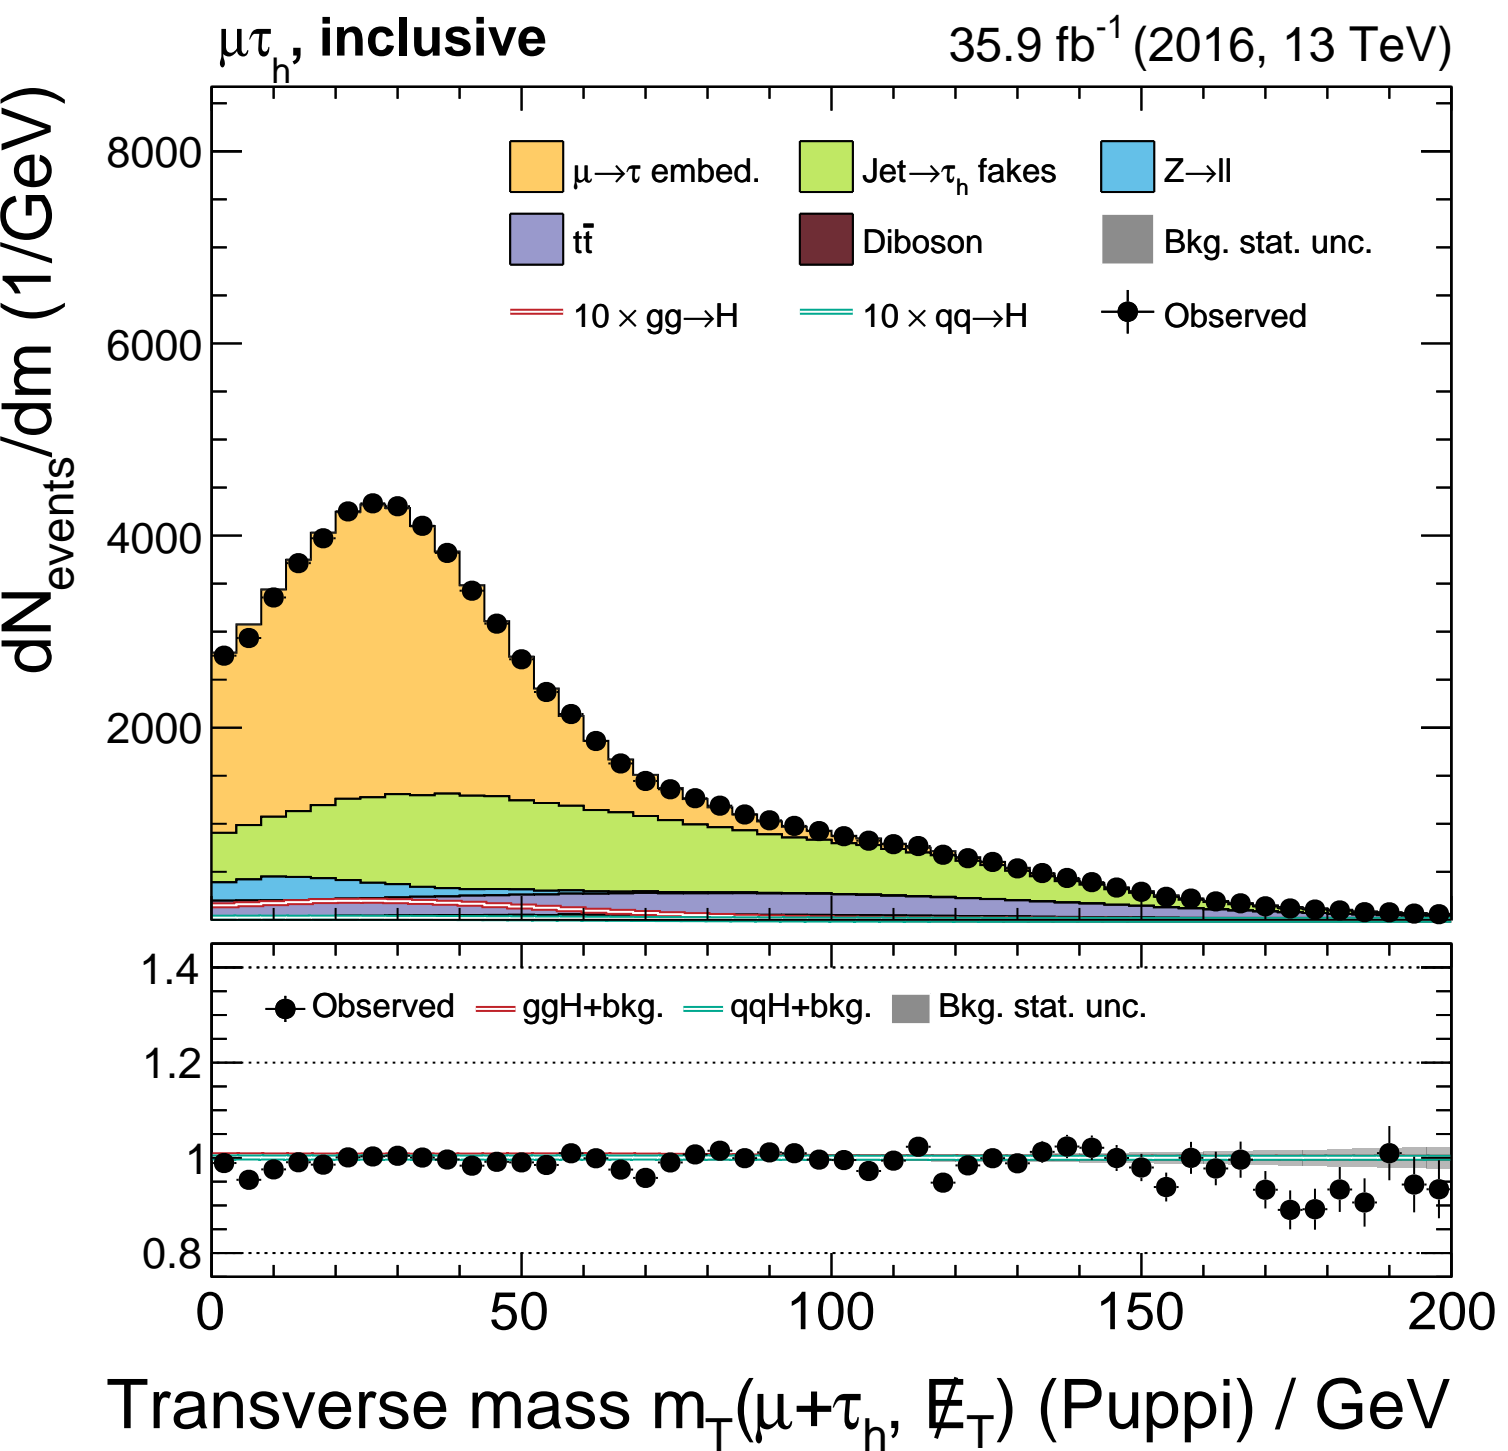 μτh, inclusive 35.9 fb-1 (2016, 13 TeV)
dNevents/dm (1/GeV)
8000
6000
4000
2000
μ→τ embed. Jet→τh fakes Z→ll
tt̄ Diboson Bkg. stat. unc.
10 × gg→H 10 × qq→H Observed
1.4
1.2
1
0.8
Observed ggH+bkg. qqH+bkg. Bkg. stat. unc.
0 50 100 150 200
Transverse mass mT(μ+τh, E̸T) (Puppi) / GeV